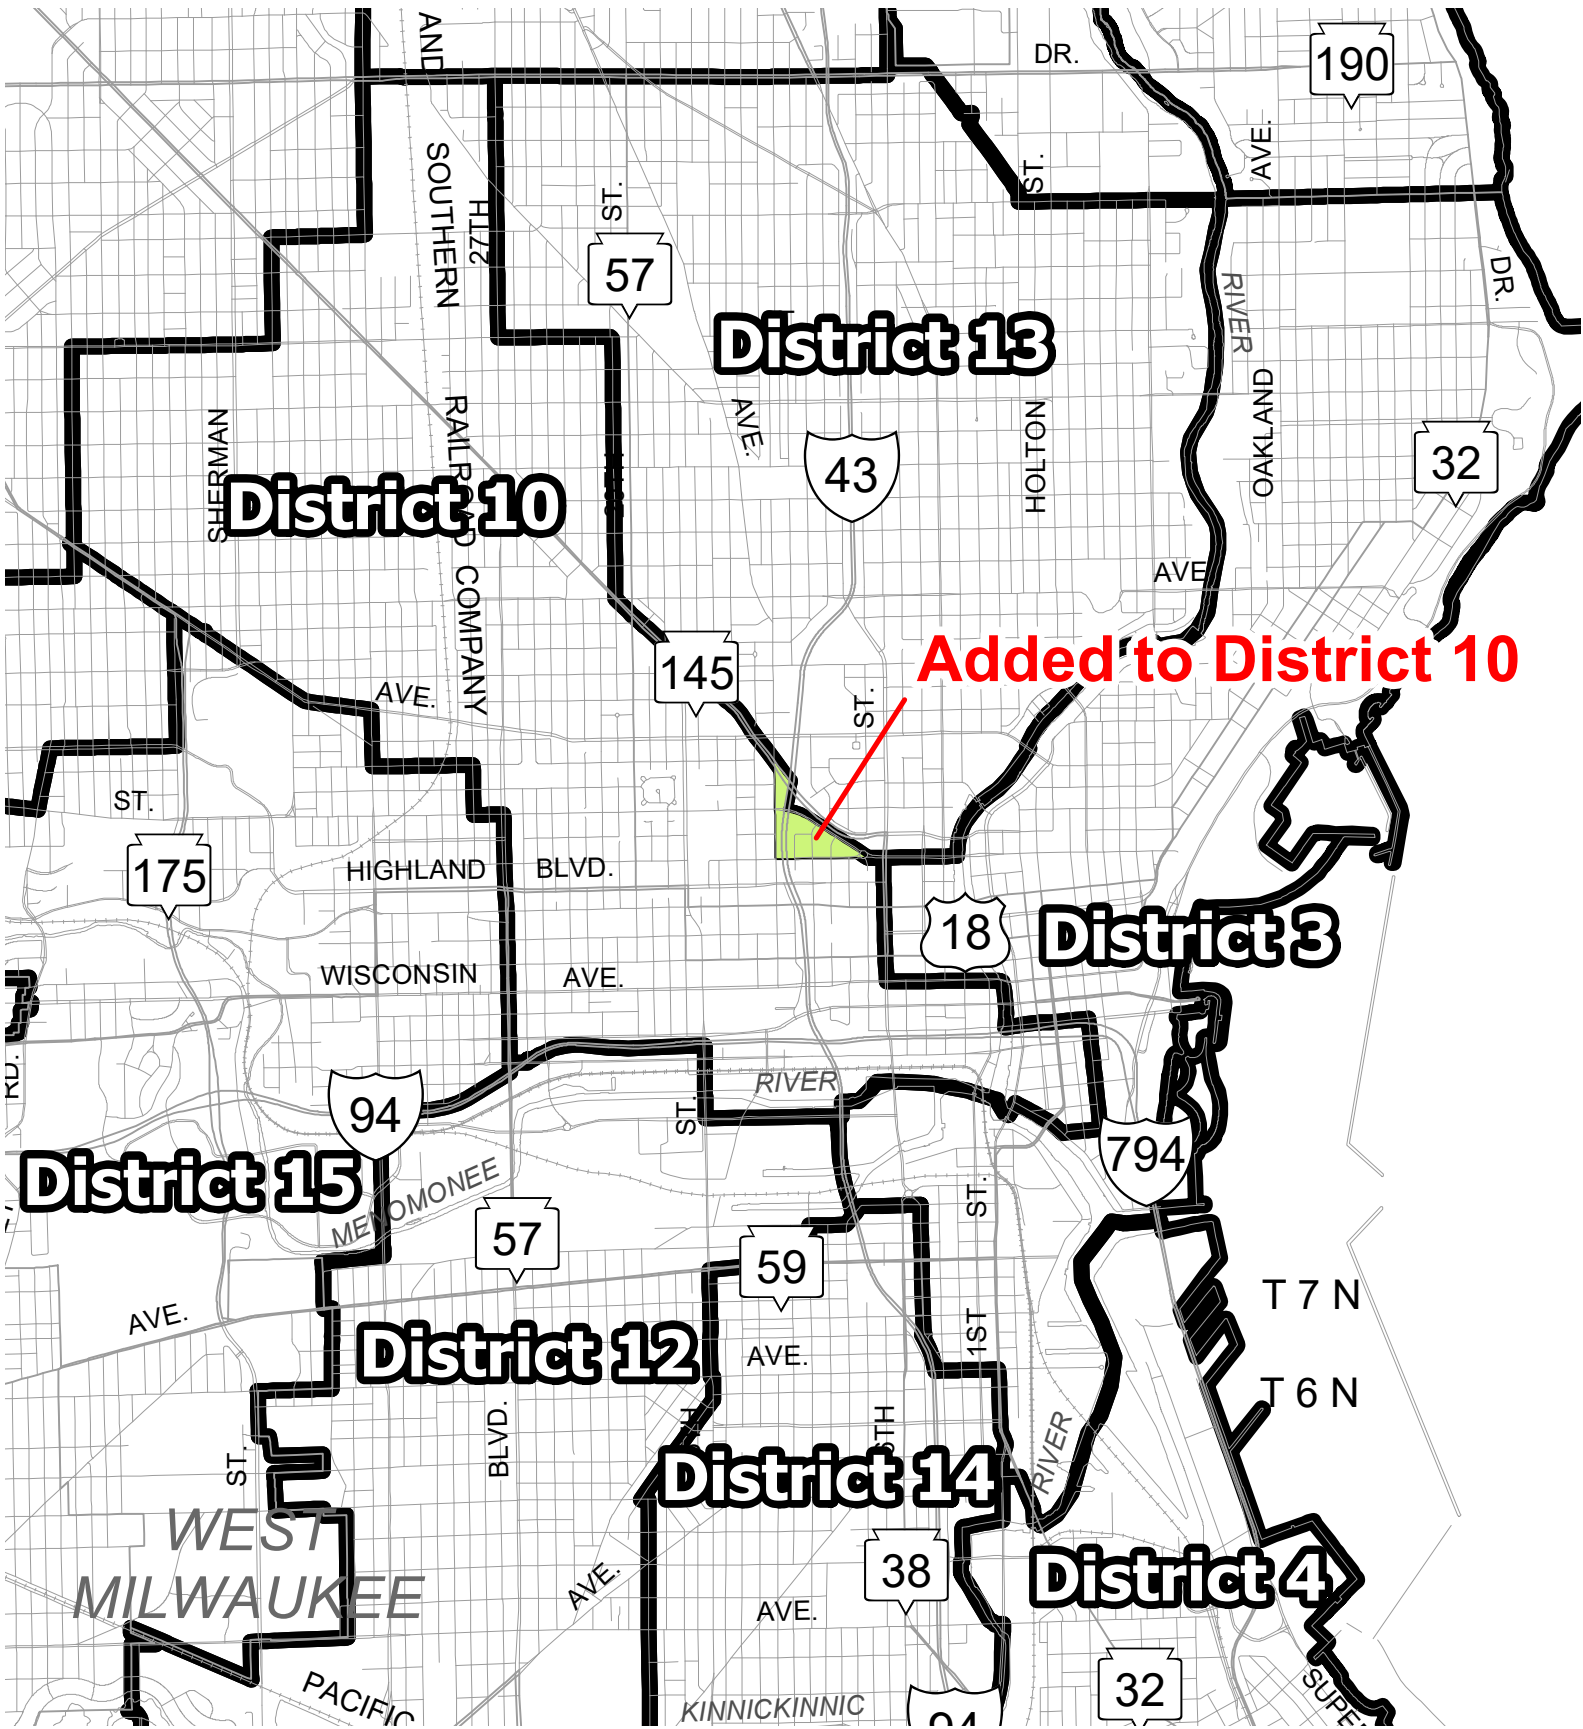 AND
DR.
190
SOUTHERN
27TH
ST.
ST.
AVE.
57
RIVER
DR.
District 13
SHERMAN
RAILROAD COMPANY
AVE.
43
HOLTON
OAKLAND
32
District 10
AVE
145
Added to District 10
AVE.
ST.
ST.
175
HIGHLAND
BLVD.
18
District 3
WISCONSIN
AVE.
RD.
94
RIVER
ST.
794
District 15
MENOMONEE
ST.
57
59
T 7 N
AVE.
1ST
District 12
AVE.
T 6 N
BLVD.
ST.
RIVER
District 14
WEST
MILWAUKEE
38
District 4
AVE.
AVE.
PACIFIC
KINNICKINNIC
94
32